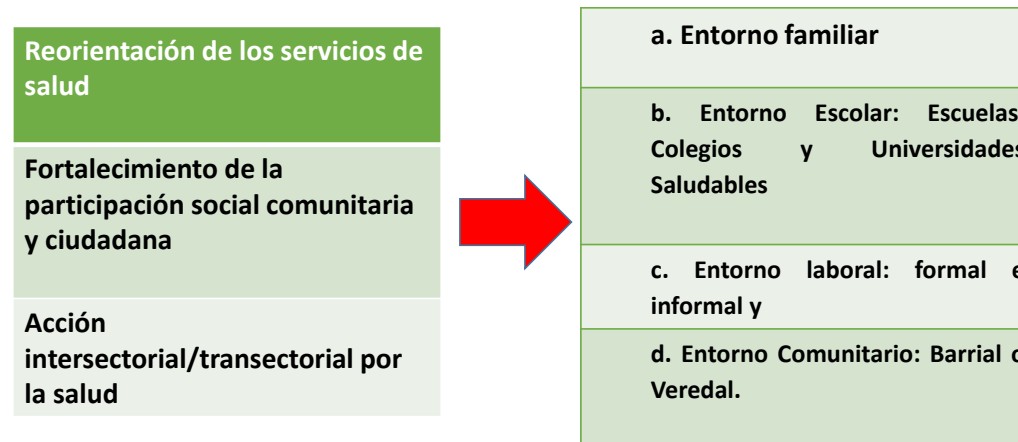 Reorientación de los servicios de
salud
Fortalecimiento de la
participación social comunitaria
y ciudadana
Acción
intersectorial/transectorial por
la salud
a. Entorno familiar
b. Entorno Escolar: Escuelas
Colegios y Universidades
Saludables
c. Entorno laboral: formal e
informal y
d. Entorno Comunitario: Barrial o
Veredal.